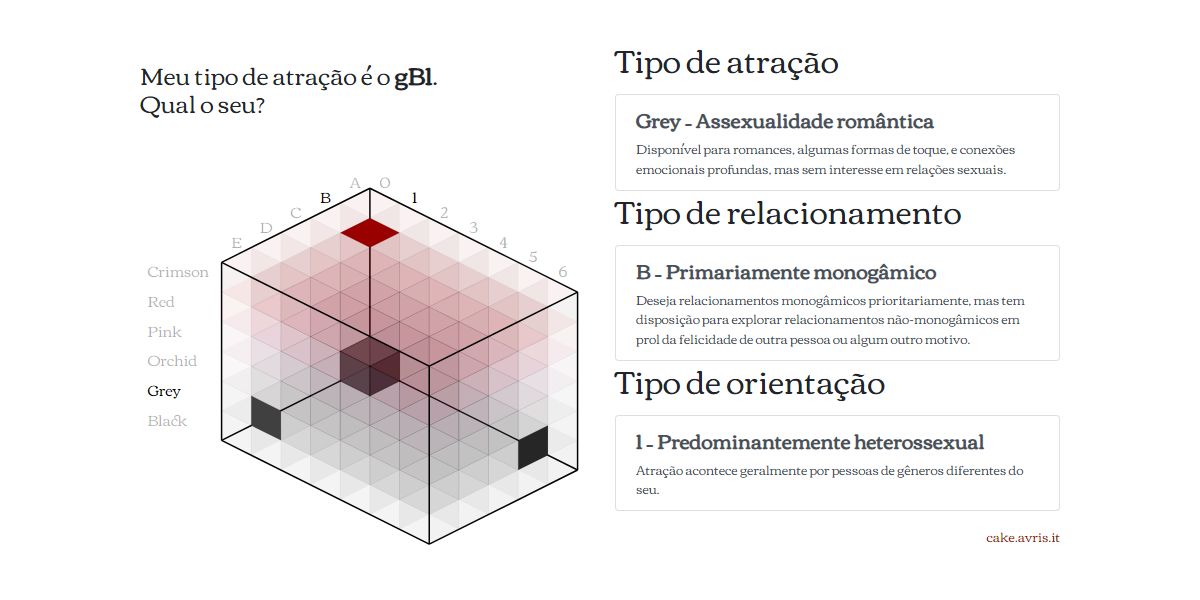 Meu tipo de atração é o gBl.
Qual o seu?
A O
B 1
C 2
D 3
E 4
5
6
Crimson
Red
Pink
Orchid
Grey
Black
Tipo de atração
Grey - Assexualidade romântica
Disponível para romances, algumas formas de toque, e conexões
emocionais profundas, mas sem interesse em relações sexuais.
Tipo de relacionamento
B - Primariamente monogâmico
Deseja relacionamentos monogâmicos prioritariamente, mas tem
disposição para explorar relacionamentos não-monogâmicos em
prol da felicidade de outra pessoa ou algum outro motivo.
Tipo de orientação
1 - Predominantemente heterossexual
Atração acontece geralmente por pessoas de gêneros diferentes do
seu.
cake.avris.it